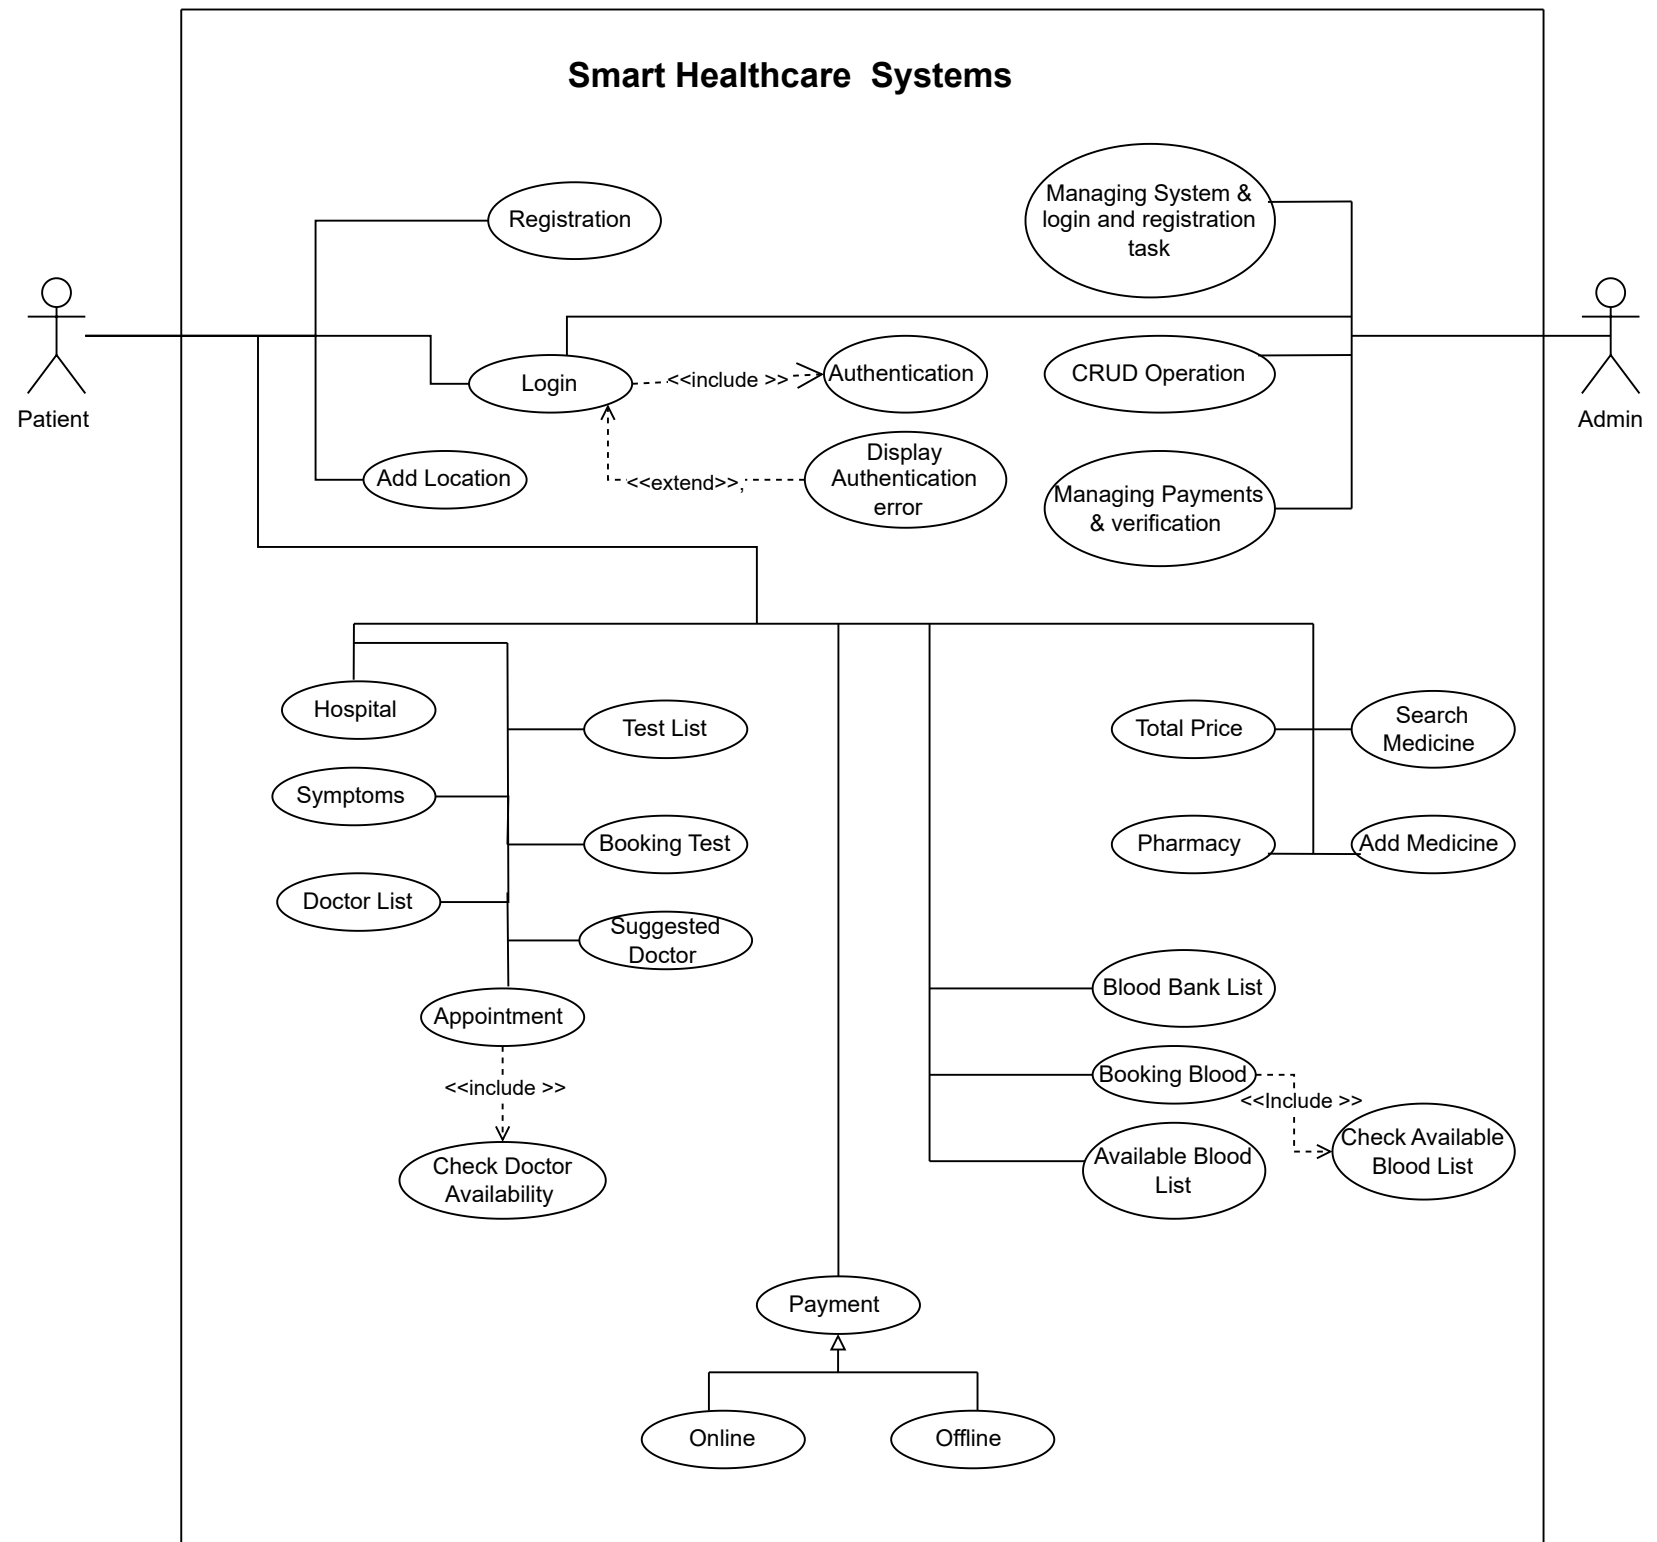 Smart Healthcare  Systems
Registration
Managing System &
login and registration
task
Patient
Login
<<include >>
Authentication
CRUD Operation
Admin
Add Location
<<extend>>;
Display
Authentication
error
Managing Payments
& verification
Hospital
Test List
Total Price
Search
Medicine
Symptoms
Booking Test
Pharmacy
Add Medicine
Doctor List
Suggested
Doctor
Appointment
Blood Bank List
<<include >>
Booking Blood
<<Include >>
Check Doctor
Availability
Available Blood
List
Check Available
Blood List
Payment
Online
Offline